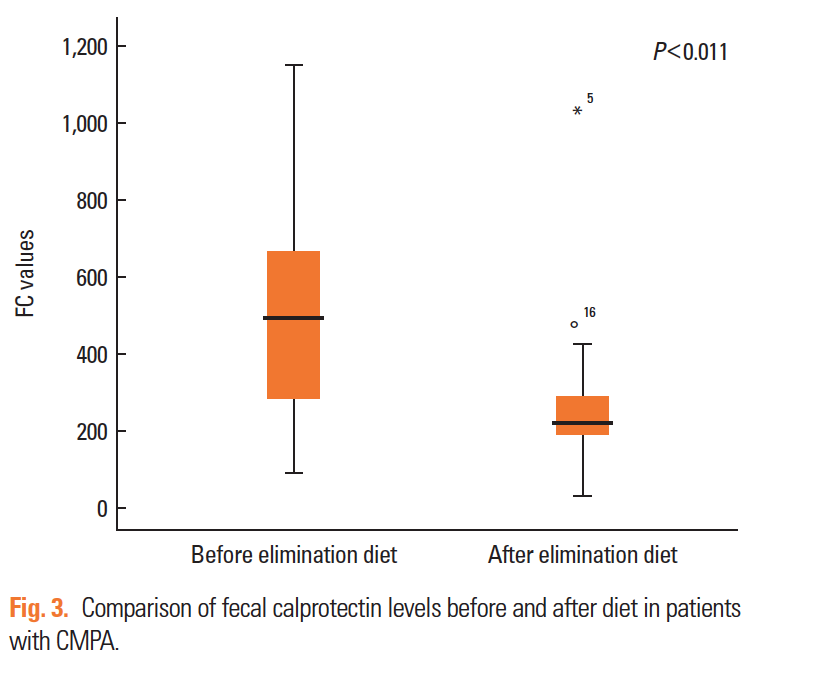 1,200
P<0.011
* 5
1,000
800
600
FC values
16
400
200
0
Before elimination diet
After elimination diet
Fig. 3. Comparison of fecal calprotectin levels before and after diet in patients
with CMPA.